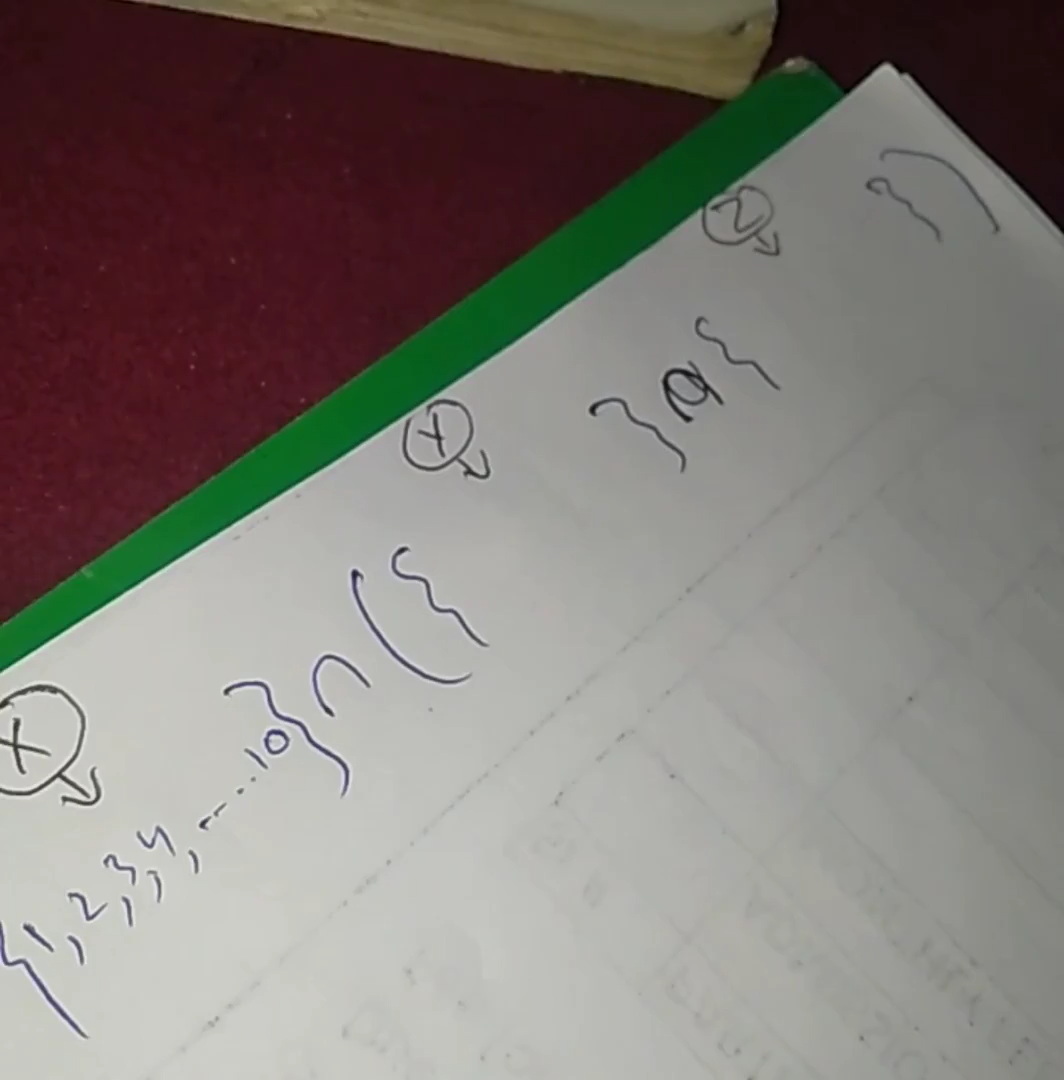 X Y Z
{1,2,3,4,....10}∩({ }∩{ })